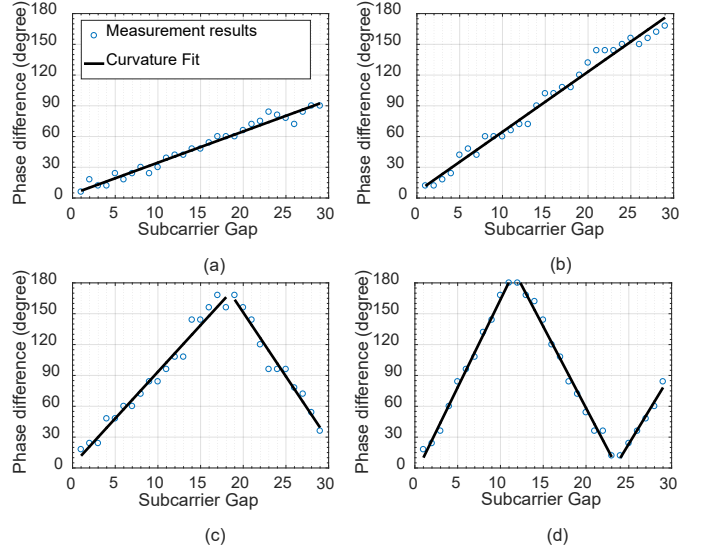 180
150
120
90
60
30
0
Phase difference (degree)
Measurement results
Curvature Fit
0 5 10 15 20 25 30
Subcarrier Gap
(a)
180
150
120
90
60
30
0
Phase difference (degree)
0 5 10 15 20 25 30
Subcarrier Gap
(b)
180
150
120
90
60
30
0
Phase difference (degree)
0 5 10 15 20 25 30
Subcarrier Gap
(c)
180
150
120
90
60
30
0
Phase difference (degree)
0 5 10 15 20 25 30
Subcarrier Gap
(d)